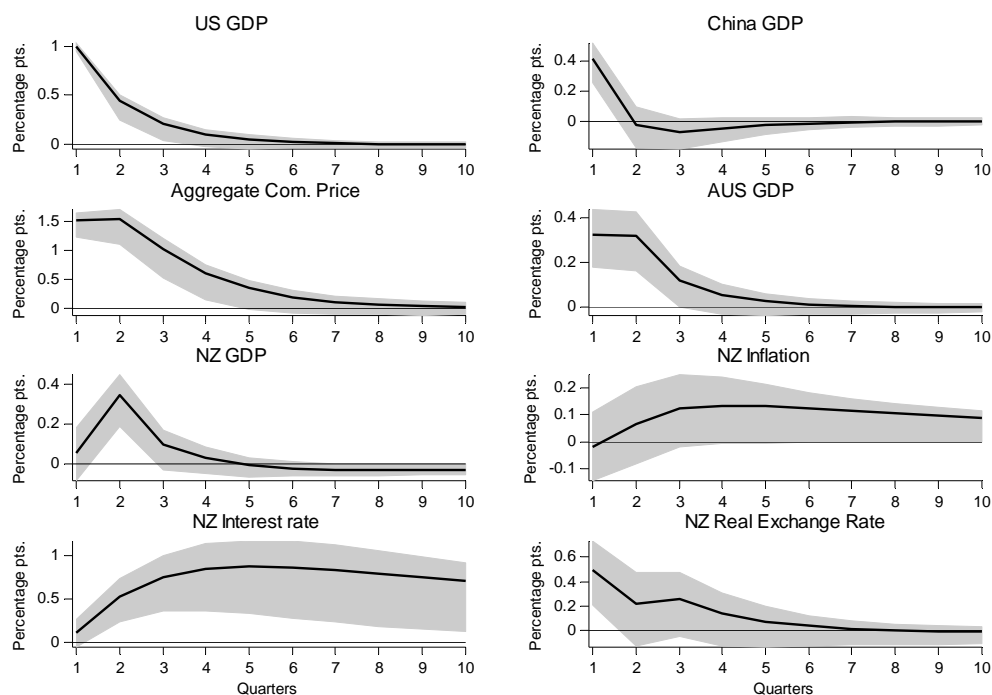 US GDP
Percentage pts.
1
0.5
0
1 2 3 4 5 6 7 8 9 10
China GDP
Percentage pts.
0.4
0.2
0
1 2 3 4 5 6 7 8 9 10
Aggregate Com. Price
Percentage pts.
1.5
1
0.5
0
1 2 3 4 5 6 7 8 9 10
AUS GDP
Percentage pts.
0.4
0.2
0
1 2 3 4 5 6 7 8 9 10
NZ GDP
Percentage pts.
0.4
0.2
0
1 2 3 4 5 6 7 8 9 10
NZ Inflation
Percentage pts.
0.2
0.1
0
-0.1
1 2 3 4 5 6 7 8 9 10
NZ Interest rate
Percentage pts.
1
0.5
0
1 2 3 4 5 6 7 8 9 10
Quarters
NZ Real Exchange Rate
Percentage pts.
0.6
0.4
0.2
0
1 2 3 4 5 6 7 8 9 10
Quarters